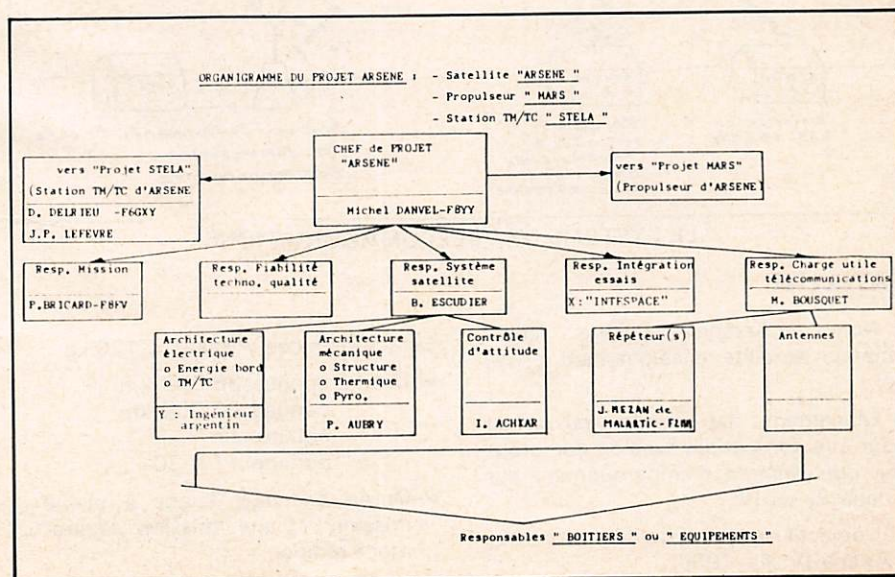 ORGANIGRAMME DU PROJET ARSENE : - Satellite "ARSENE "
- Propulseur " MARS "
- Station TM/TC " STELA "
CHEF de PROJET
"ARSENE"
Michel DANVEL-F8YY
vers "Projet STELA"
(Station TM/TC d'ARSENE
D. DELRIEU -F6GXY
J.P. LEFEVRE
vers "Projet MARS"
(Propulseur d'ARSENE)
Resp. Mission
P.BRICARD-F8FV
Resp. Fiabilité
techno. qualité
Resp. Système
satellite
B. ESCUDIER
Resp. Intégration
essais
X:"INTESPACE"
Resp. Charge utile
télécommunications
M. BOUSQUET
Architecture
électrique
o Energie bord
o TM/TC
Y : Ingénieur
argentin
Architecture
mécanique
o Structure
o Thermique
o Pyro.
P. AUBRY
Contrôle
d'attitude
I. ACHKAR
Répéteur(s)
J.MEZAN de
MALARTIC-
Antennes
Responsables " BOITIERS " ou " EQUIPEMENTS "